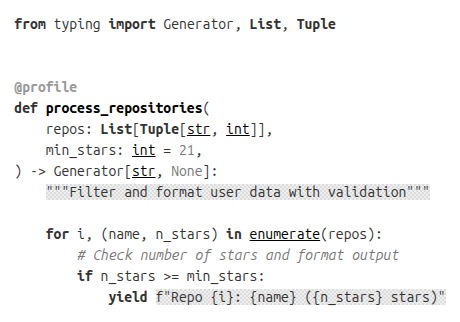 from typing import Generator, List, Tuple
@profile
def process_repositories(
    repos: List[Tuple[str, int]],
    min_stars: int = 21,
) -> Generator[str, None]:
    """Filter and format user data with validation"""
    for i, (name, n_stars) in enumerate(repos):
        # Check number of stars and format output
        if n_stars >= min_stars:
            yield f"Repo {i}: {name} ({n_stars} stars)"